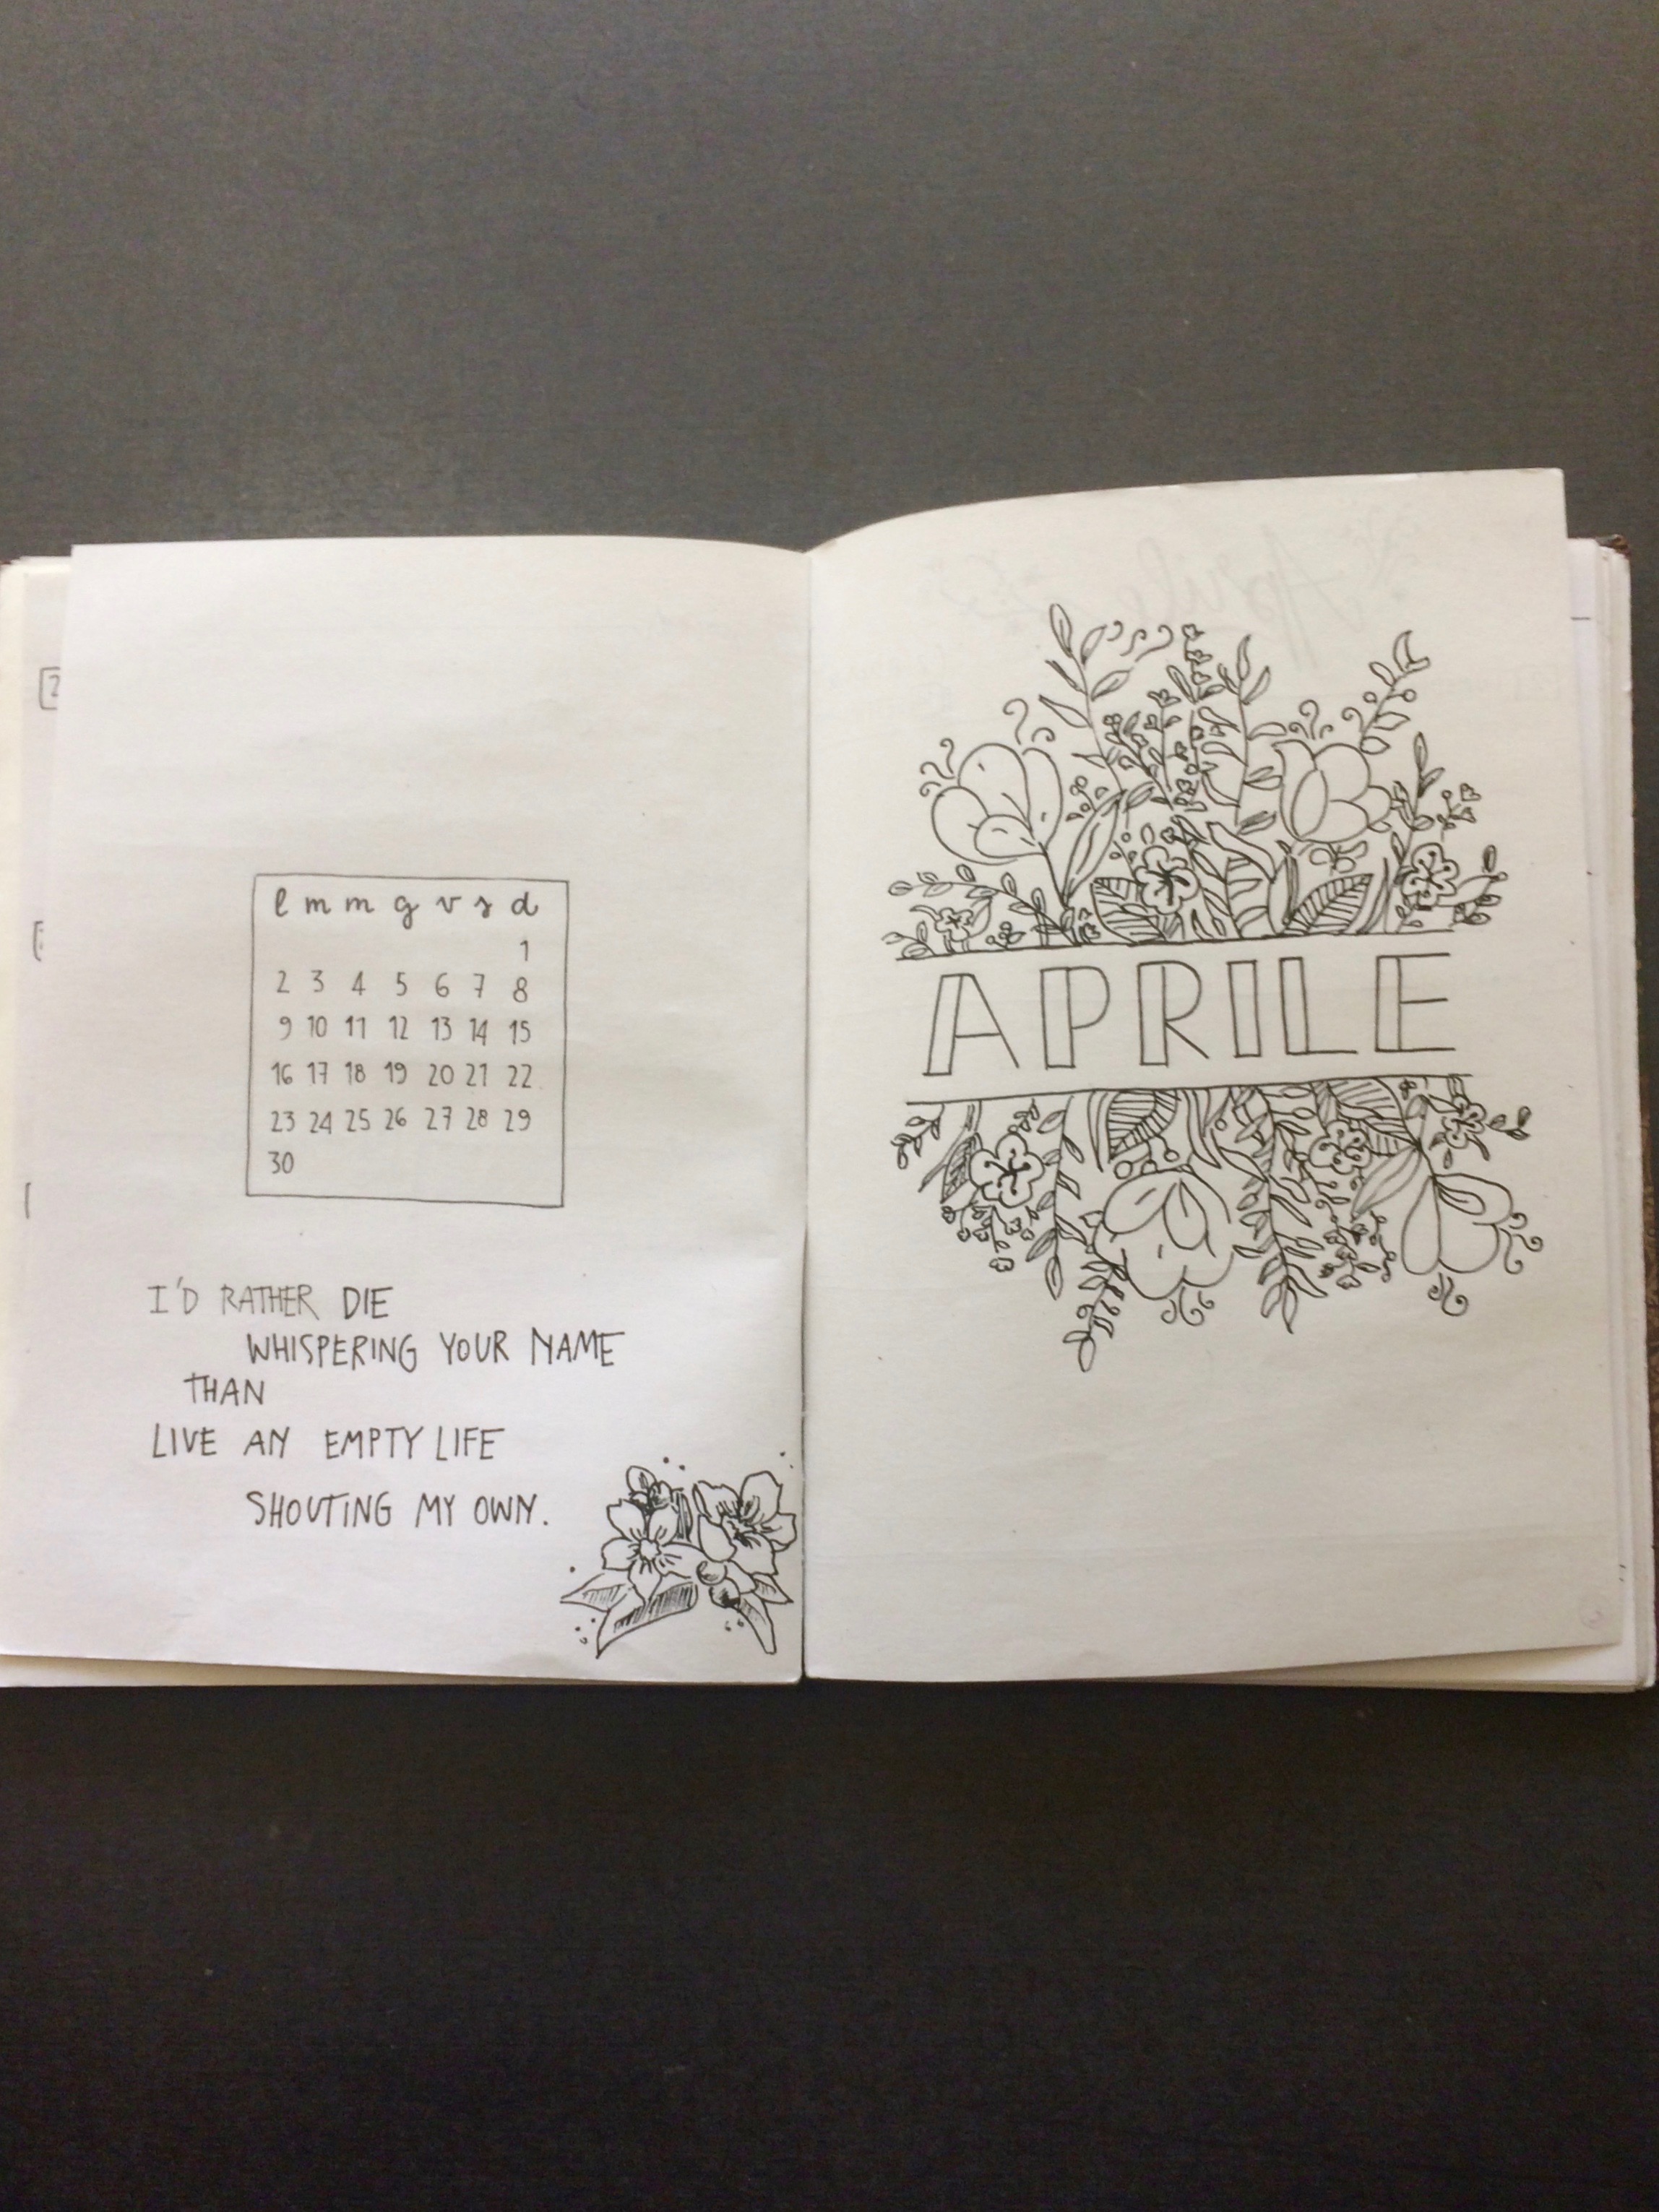 l m m g v s d
1
2 3 4 5 6 7 8
9 10 11 12 13 14 15
16 17 18 19 20 21 22
23 24 25 26 27 28 29
30
I'D RATHER DIE
WHISPERING YOUR NAME
THAN
LIVE AN EMPTY LIFE
SHOUTING MY OWN.
Aprile
APRILE